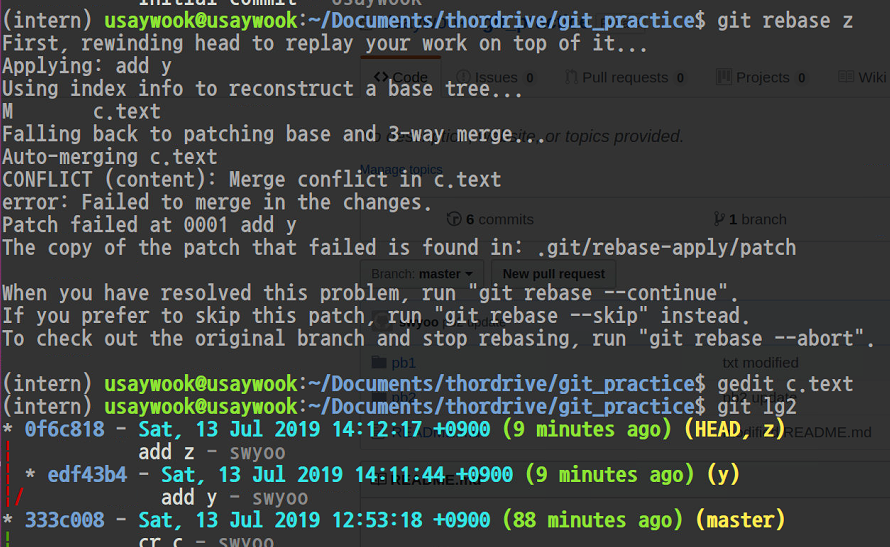 Initial commit - usaywook
(intern) usaywook@usaywook:~/Documents/thordrive/git_practice$ git rebase z
First, rewinding head to replay your work on top of it...
Applying: add y
Using index info to reconstruct a base tree...
M c.text
Falling back to patching base and 3-way merge...
Auto-merging c.text
CONFLICT (content): Merge conflict in c.text
error: Failed to merge in the changes.
Patch failed at 0001 add y
The copy of the patch that failed is found in: .git/rebase-apply/patch
When you have resolved this problem, run "git rebase --continue".
If you prefer to skip this patch, run "git rebase --skip" instead.
To check out the original branch and stop rebasing, run "git rebase --abort".
(intern) usaywook@usaywook:~/Documents/thordrive/git_practice$ gedit c.text
(intern) usaywook@usaywook:~/Documents/thordrive/git_practice$ git lg2
* 0f6c818 - Sat, 13 Jul 2019 14:12:17 +0900 (9 minutes ago) (HEAD, z)
| add z - swyoo
| * edf43b4 - Sat, 13 Jul 2019 14:11:44 +0900 (9 minutes ago) (y)
|/ add y - swyoo
* 333c008 - Sat, 13 Jul 2019 12:53:18 +0900 (88 minutes ago) (master)
| cr c - swyoo
<> Code
Issues 0
Pull requests 0
Projects 0
Wiki
description, website, or topics provided.
Manage topics
6 commits
1 branch
Branch: master
New pull request
swyoo
update
pb1
txt modified
pb2
update
README.md
README.md